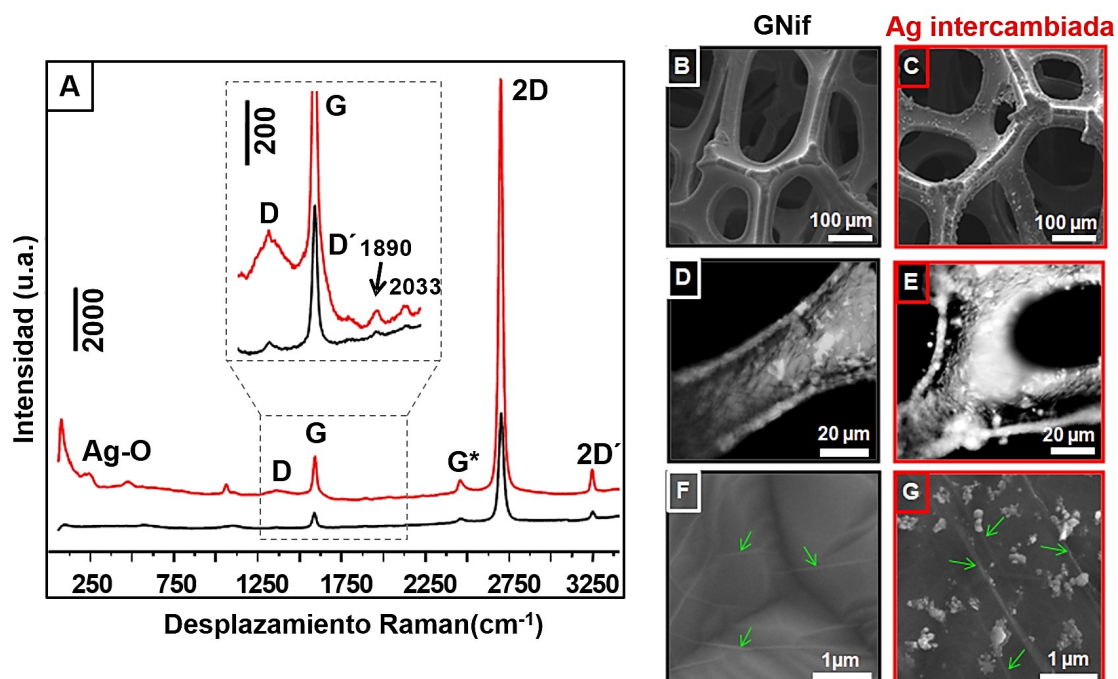 GNif
Ag intercambiada
A
200
G
2D
D
D´
1890
2033
2000
Ag-O
D
G
G*
2D´
250 750 1250 1750 2250 2750 3250
Intensidad (u.a.)
Desplazamiento Raman(cm⁻¹)
B
100 µm
C
100 µm
D
20 µm
E
20 µm
F
1µm
G
1 µm